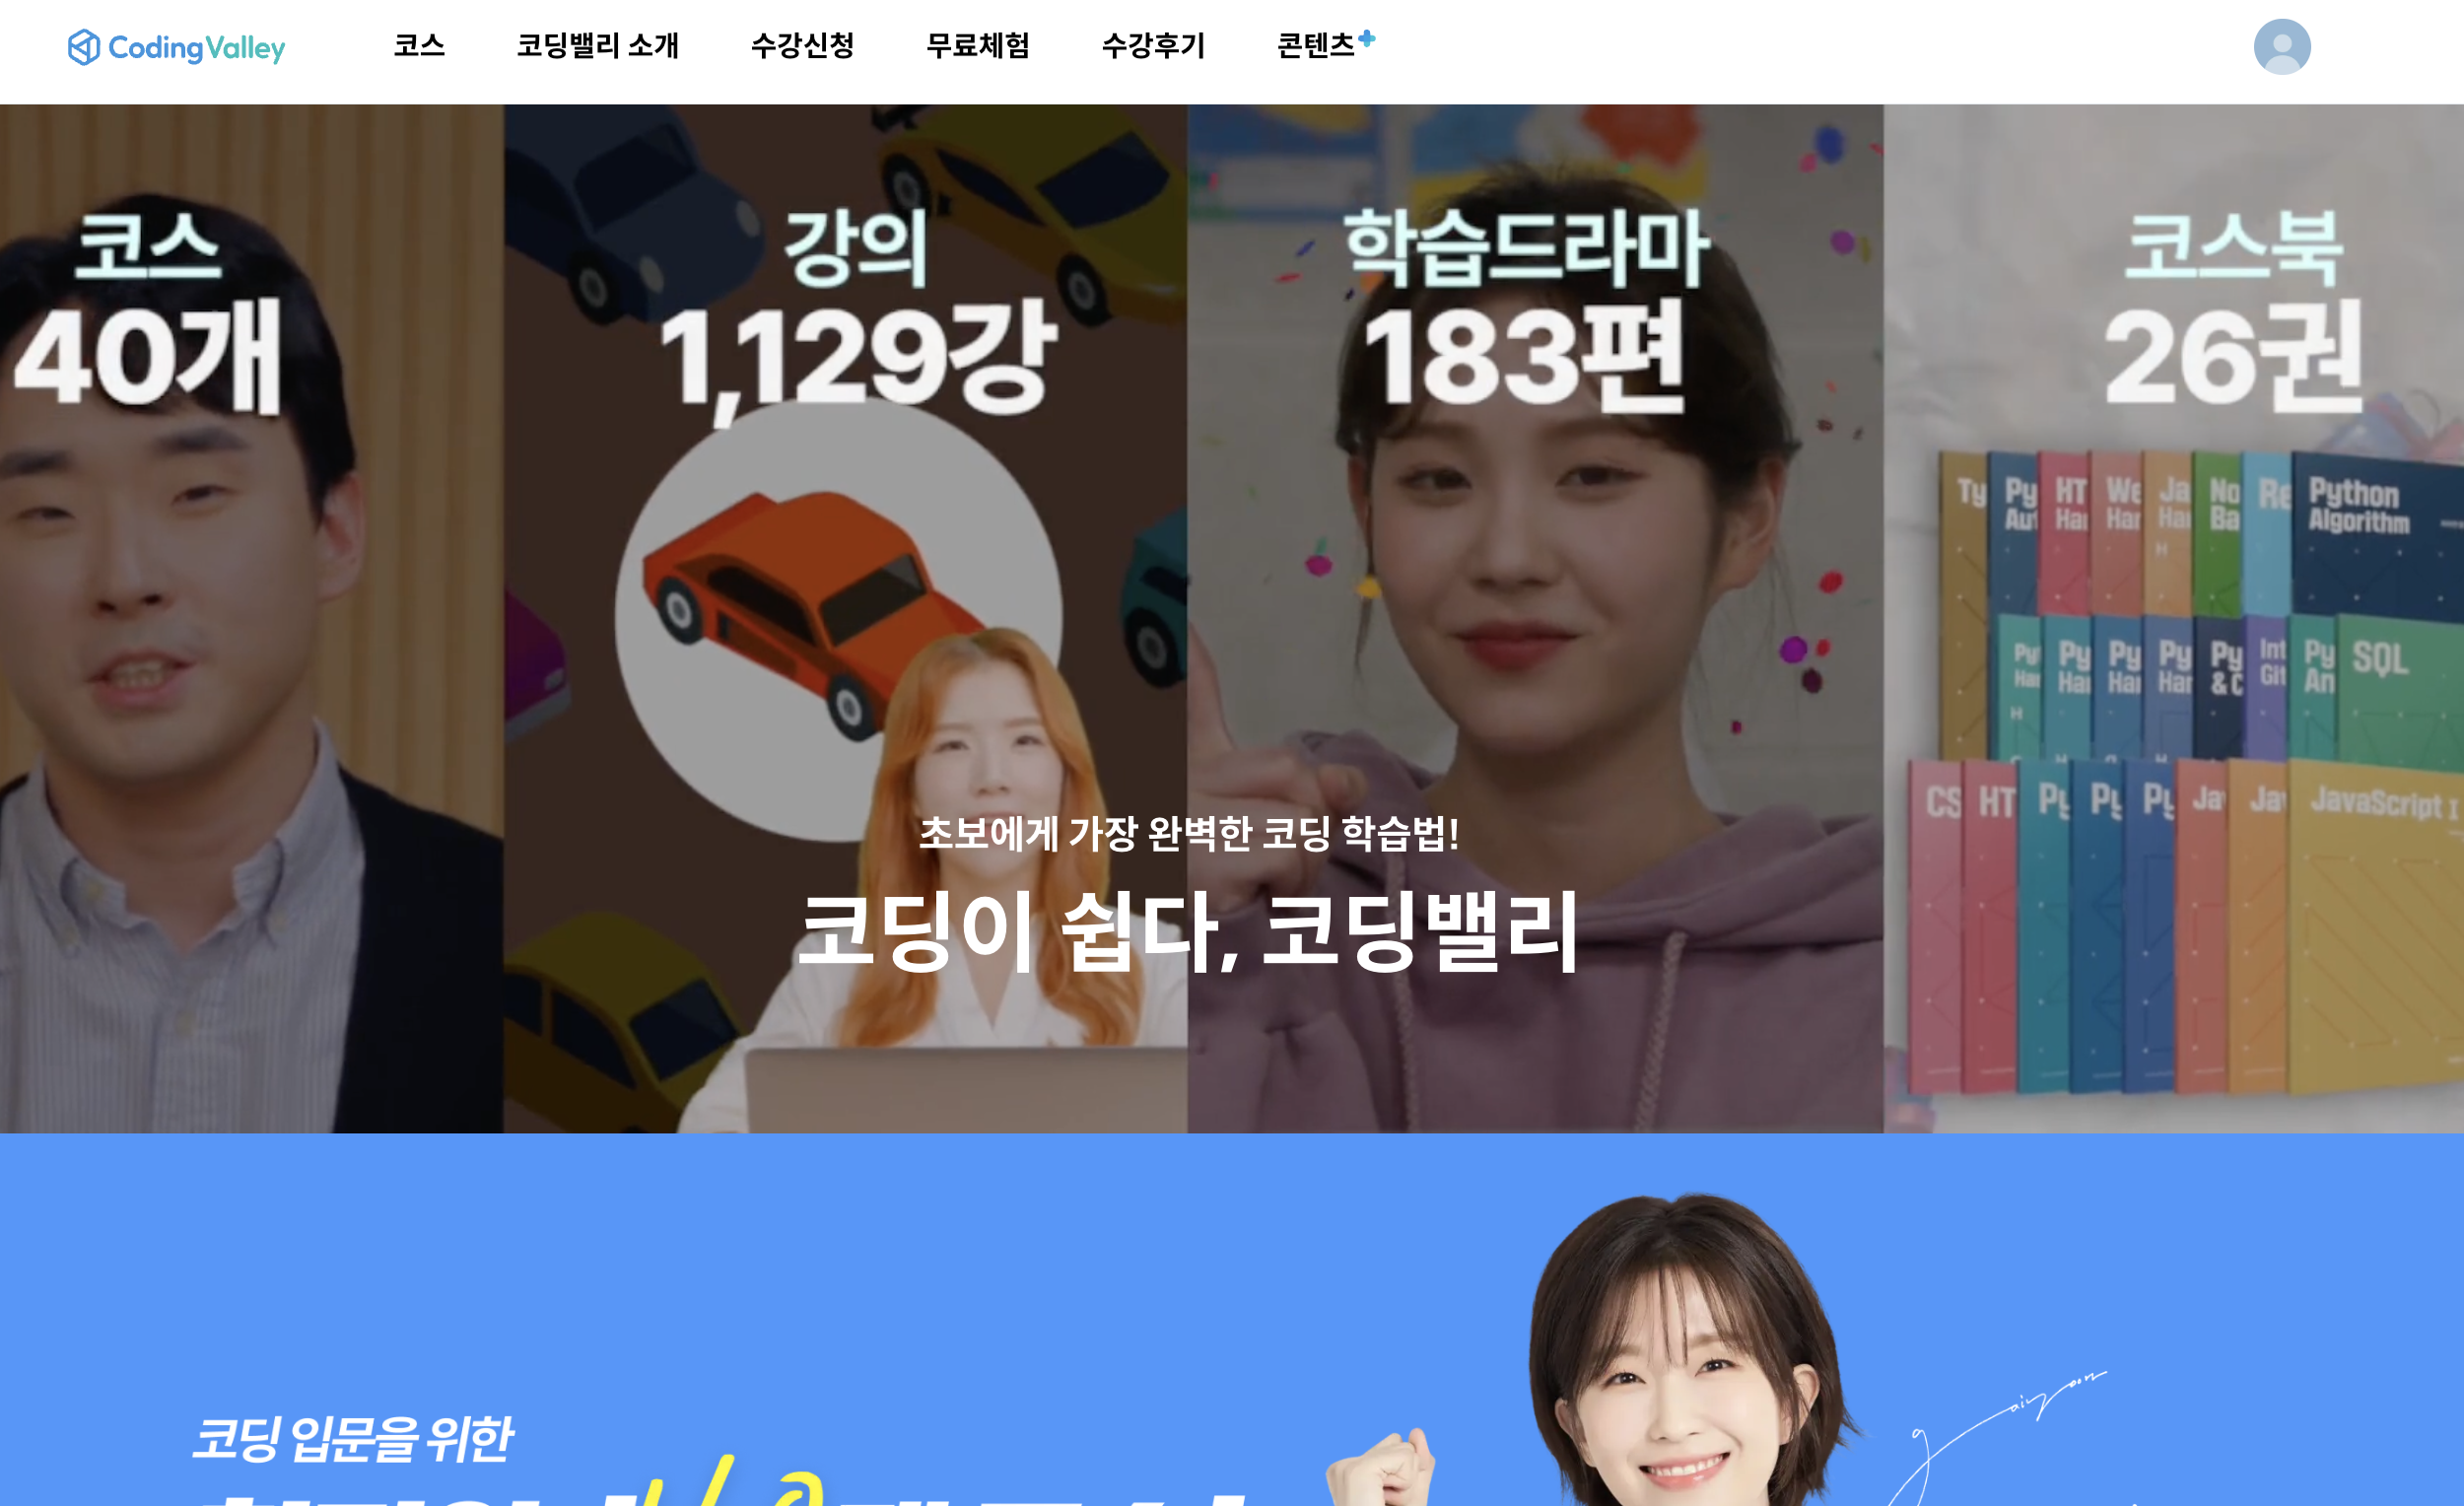 CodingValley
코스
코딩밸리 소개
수강신청
무료체험
수강후기
콘텐츠
코스
40개
강의
1,129강
학습드라마
183편
코스북
26권
Python
Algorithm
SQL
CS
HT
JavaScript I
초보에게 가장 완벽한 코딩 학습법!
코딩이 쉽다, 코딩밸리
코딩 입문을 위한